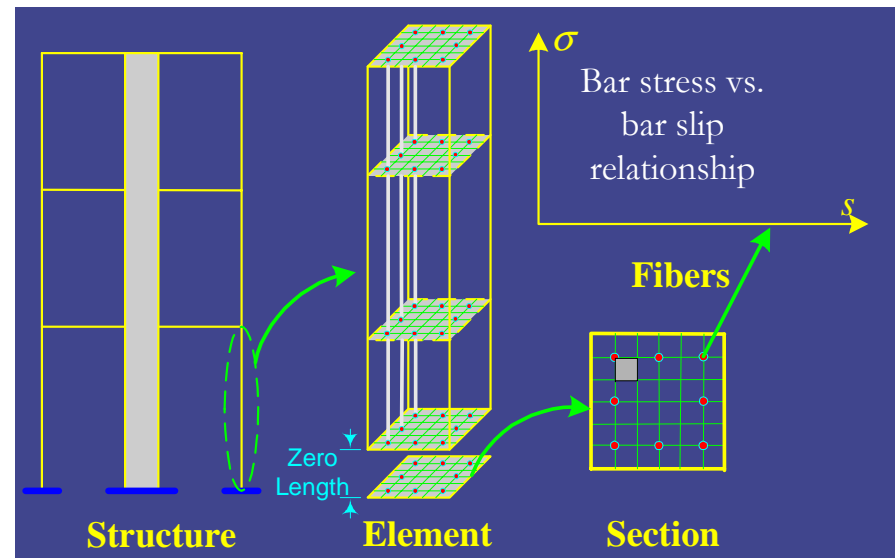 σ
Bar stress vs.
bar slip
relationship
s
Fibers
Zero
Length
Structure
Element
Section